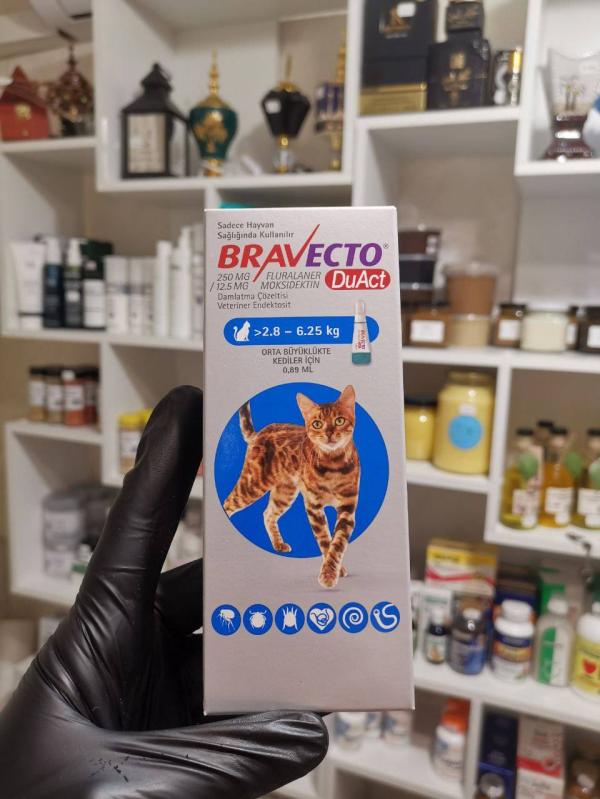 Sadece Hayvan
Sağlığında Kullanılır
BRAVECTO®
250 MG FLURALANER
/ 12.5 MG MOKSIDEKTIN
DuAct
Damlatma Çözeltisi
Veteriner Endektosit
>2.8 – 6.25 kg
ORTA BÜYÜKLÜKTE
KEDİLER İÇİN
0,89 ML